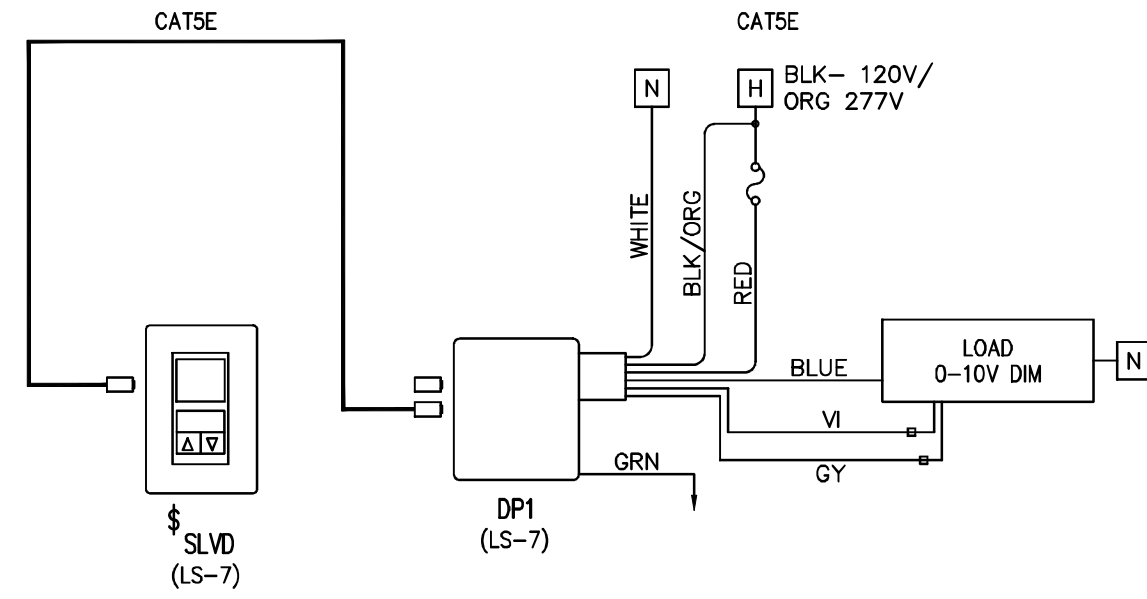 CAT5E
CAT5E
N
H
BLK- 120V/
ORG 277V
WHITE
BLK/ORG
RED
BLUE
LOAD
0-10V DIM
N
VI
GY
GRN
DP1
(LS-7)
$
SLVD
(LS-7)